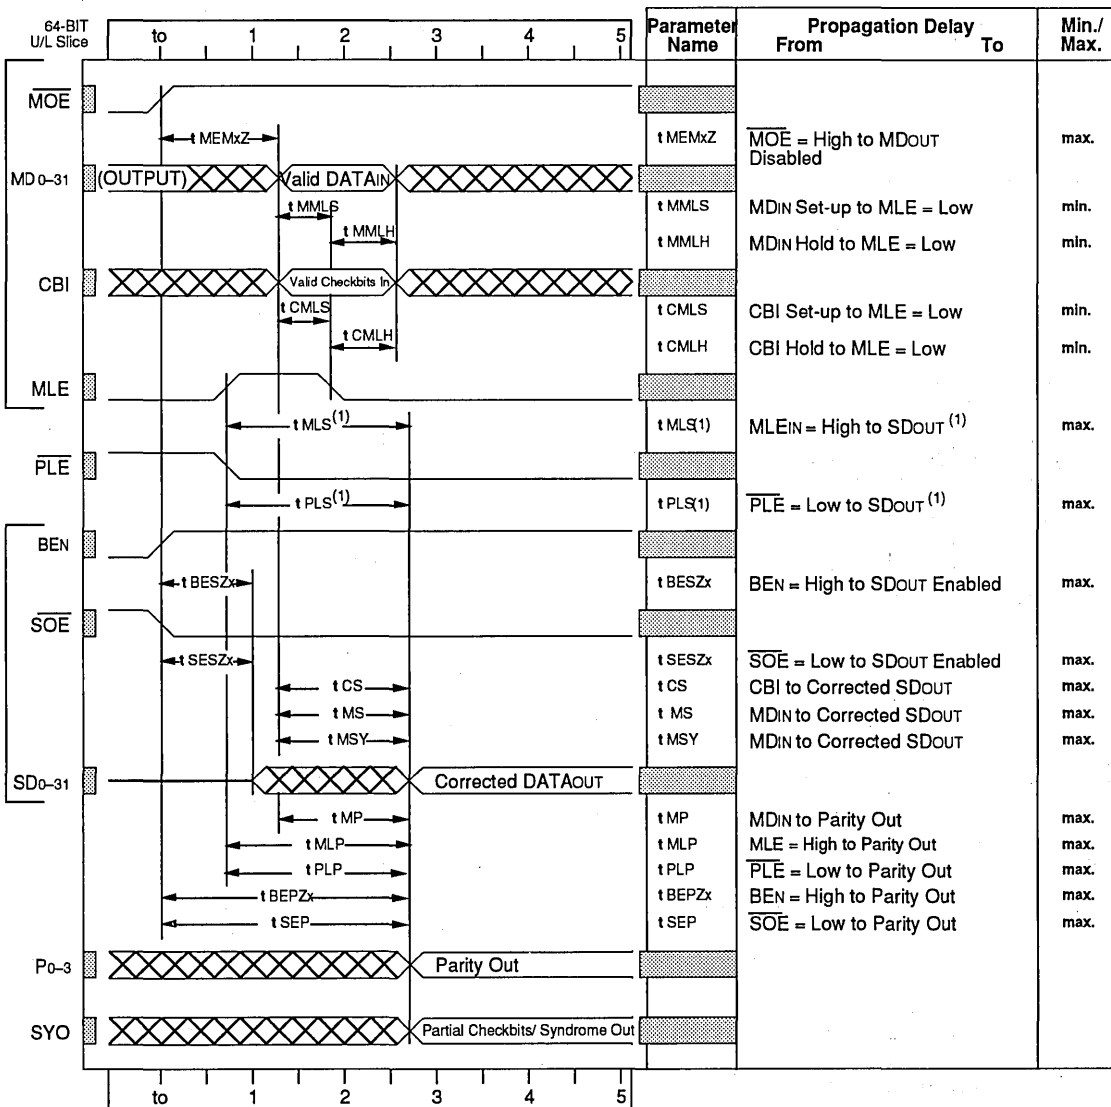 64-BIT
U/L Slice
to 1 2 3 4 5
Parameter Name
Propagation Delay
From To
Min./
Max.
MOE
t MEMxZ
t MEMxZ MOE = High to MDOUT Disabled max.
MD0–31 (OUTPUT) Valid DATAIN
t MMLS
t MMLS MDIN Set-up to MLE = Low min.
t MMLH
t MMLH MDIN Hold to MLE = Low min.
CBI Valid Checkbits In
t CMLS
t CMLS CBI Set-up to MLE = Low min.
t CMLH
t CMLH CBI Hold to MLE = Low min.
MLE
t MLS(1)
t MLS(1) MLEIN = High to SDOUT (1) max.
PLE
t PLS(1)
t PLS(1) PLE = Low to SDOUT (1) max.
BEN
t BESZx
t BESZx BEN = High to SDOUT Enabled max.
SOE
t SESZx
t SESZx SOE = Low to SDOUT Enabled max.
t CS
t CS CBI to Corrected SDOUT max.
t MS
t MS MDIN to Corrected SDOUT max.
t MSY
t MSY MDIN to Corrected SDOUT max.
SD0–31 Corrected DATAOUT
t MP
t MP MDIN to Parity Out max.
t MLP
t MLP MLE = High to Parity Out max.
t PLP
t PLP PLE = Low to Parity Out max.
t BEPZx
t BEPZx BEN = High to Parity Out max.
t SEP
t SEP SOE = Low to Parity Out max.
P0–3 Parity Out
SYO Partial Checkbits/ Syndrome Out
to 1 2 3 4 5